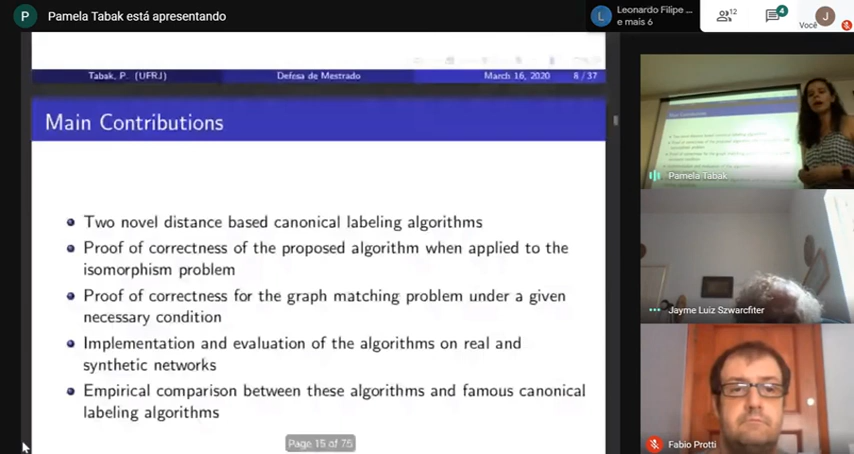 P Pamela Tabak está apresentando
L Leonardo Filipe ...
e mais 6
12
4
Você
J
Tabak, P. (UFRJ) Defesa de Mestrado March 16, 2020 8 / 37
Main Contributions
Two novel distance based canonical labeling algorithms
Proof of correctness of the proposed algorithm when applied to the
isomorphism problem
Proof of correctness for the graph matching problem under a given
necessary condition
Implementation and evaluation of the algorithms on real and
synthetic networks
Empirical comparison between these algorithms and famous canonical
labeling algorithms
Page 15 of 75
Main Contributions
Pamela Tabak
Jayme Luiz Szwarcfiter
Fabio Protti